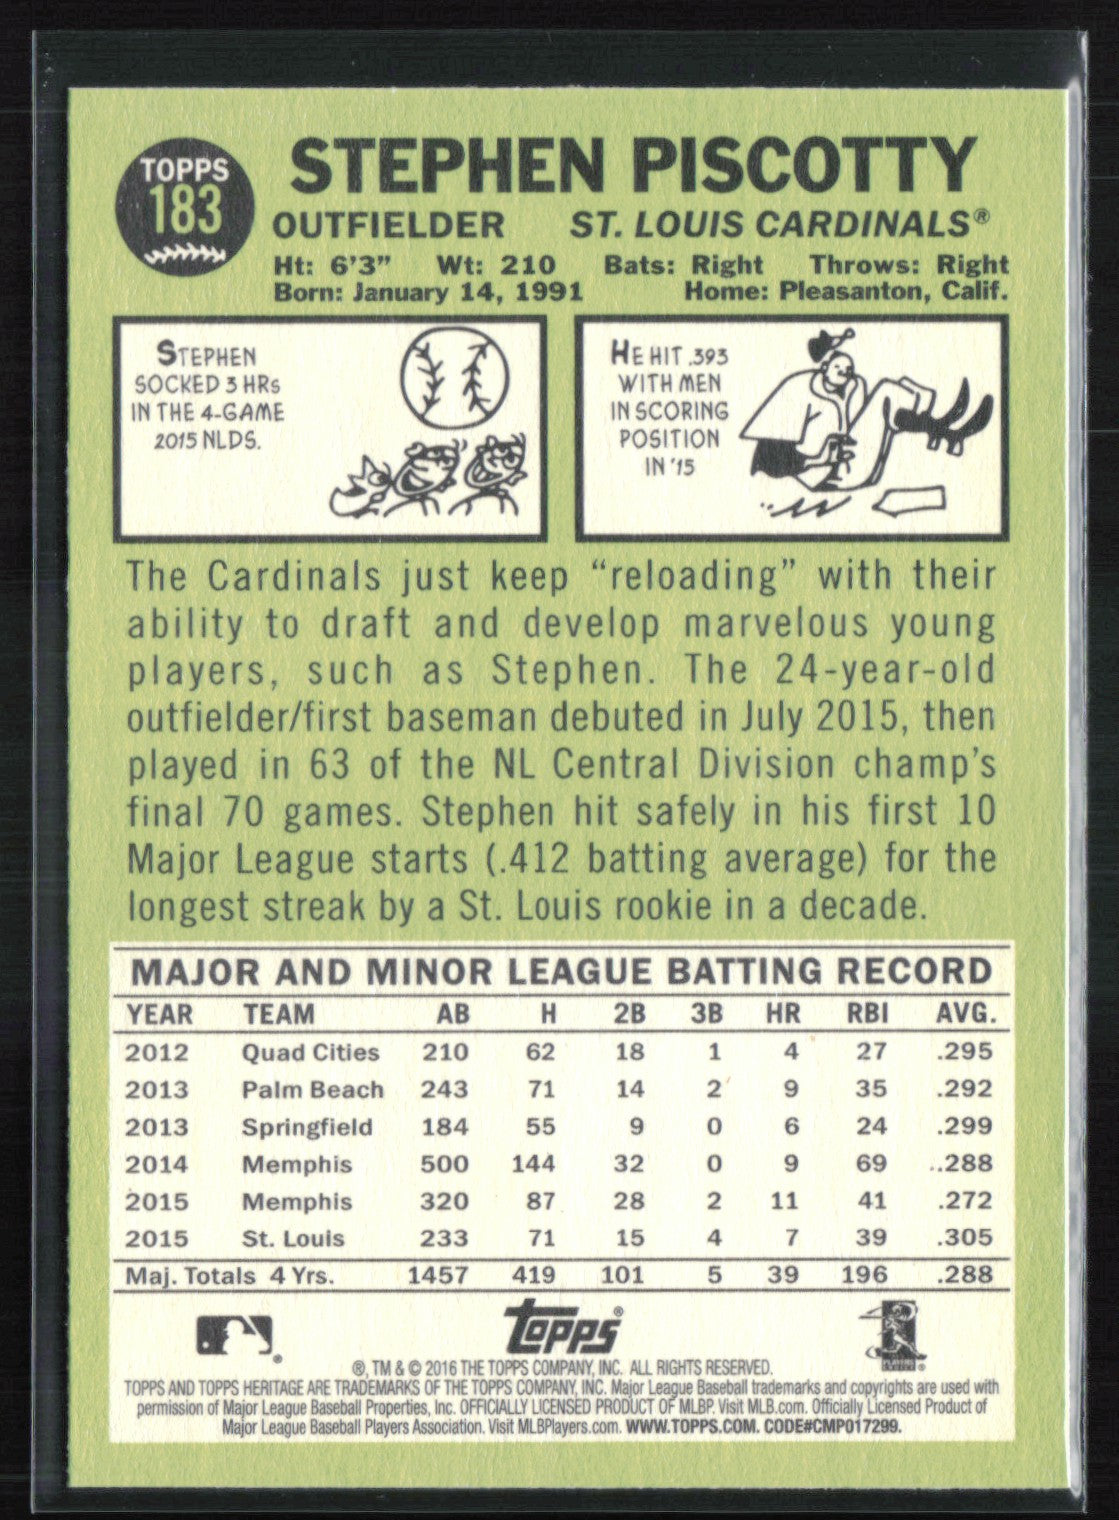 TOPPS
183
STEPHEN PISCOTTY
OUTFIELDER ST. LOUIS CARDINALS®
Ht: 6'3" Wt: 210 Bats: Right Throws: Right
Born: January 14, 1991 Home: Pleasanton, Calif.
STEPHEN
SOCKED 3 HRs
IN THE 4-GAME
2015 NLDS.
HE HIT .393
WITH MEN
IN SCORING
POSITION
IN '15
The Cardinals just keep “reloading” with their
ability to draft and develop marvelous young
players, such as Stephen. The 24-year-old
outfielder/first baseman debuted in July 2015, then
played in 63 of the NL Central Division champ's
final 70 games. Stephen hit safely in his first 10
Major League starts (.412 batting average) for the
longest streak by a St. Louis rookie in a decade.
MAJOR AND MINOR LEAGUE BATTING RECORD
YEAR TEAM AB H 2B 3B HR RBI AVG.
2012 Quad Cities 210 62 18 1 4 27 .295
2013 Palm Beach 243 71 14 2 9 35 .292
2013 Springfield 184 55 9 0 6 24 .299
2014 Memphis 500 144 32 0 9 69 .288
2015 Memphis 320 87 28 2 11 41 .272
2015 St. Louis 233 71 15 4 7 39 .305
Maj. Totals 4 Yrs. 1457 419 101 5 39 196 .288
Topps®
®, TM & © 2016 THE TOPPS COMPANY, INC. ALL RIGHTS RESERVED.
TOPPS AND TOPPS HERITAGE ARE TRADEMARKS OF THE TOPPS COMPANY, INC. Major League Baseball trademarks and copyrights are used with
permission of Major League Baseball Properties, Inc. OFFICIALLY LICENSED PRODUCT OF MLBP. Visit MLB.com. Officially Licensed Product of
Major League Baseball Players Association. Visit MLBPlayers.com. WWW.TOPPS.COM. CODE#CMP017299.